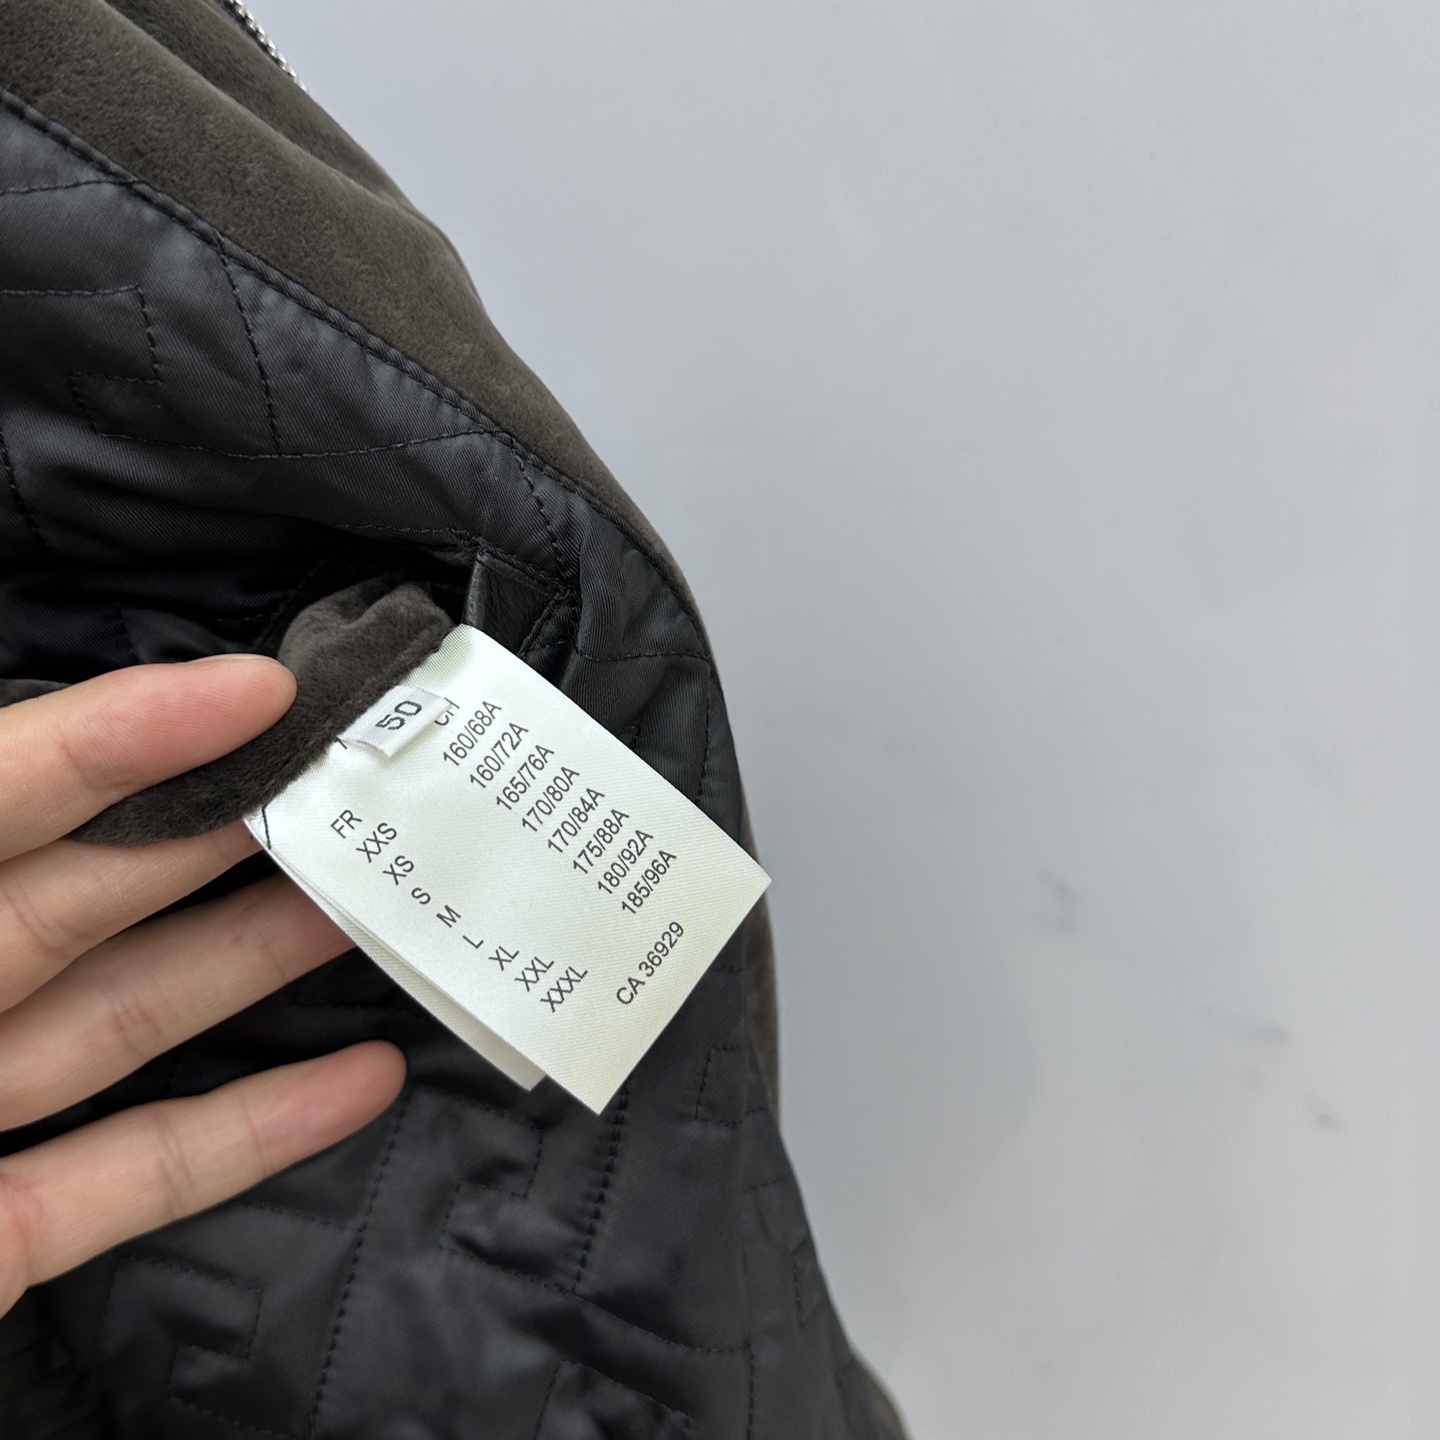 50
FR CH
XXS 160/68A
XS 160/72A
S 165/76A
M 170/80A
L 170/84A
XL 175/88A
XXL 180/92A
XXXL 185/96A
CA 36929